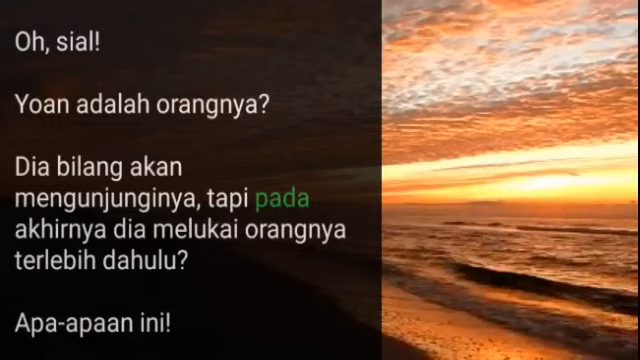 Oh, sial!
Yoan adalah orangnya?
Dia bilang akan
mengunjunginya, tapi pada
akhirnya dia melukai orangnya
terlebih dahulu?
Apa-apaan ini!